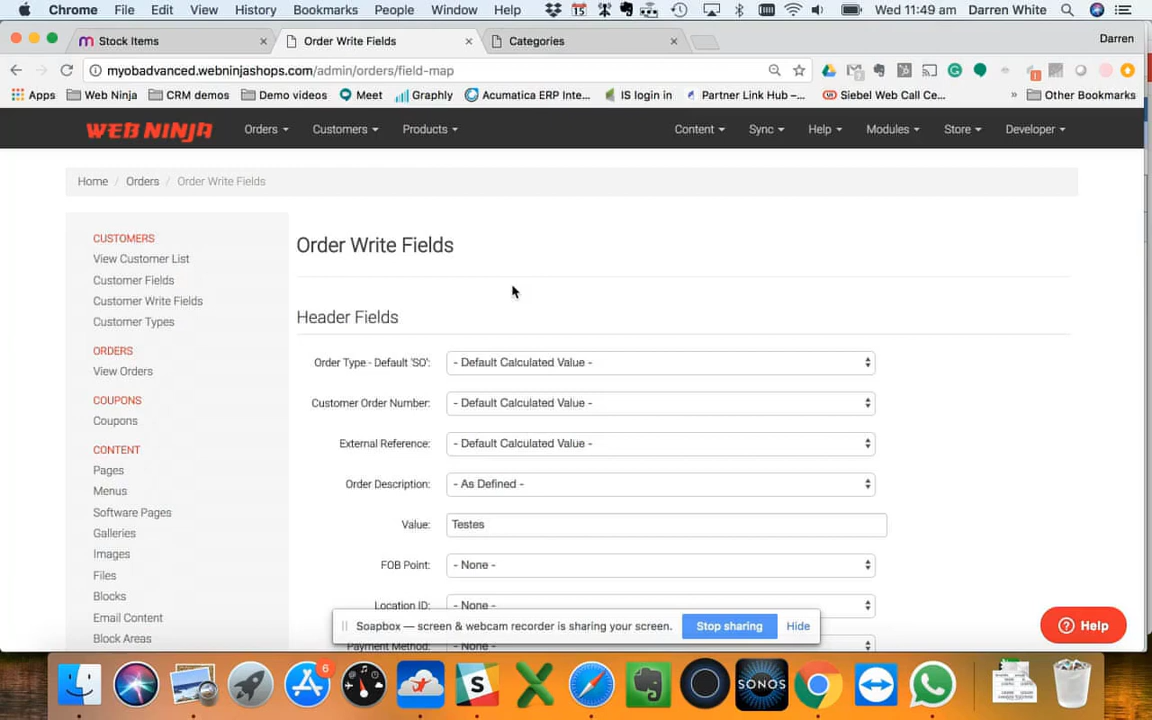 Chrome File Edit View History Bookmarks People Window Help 15 Wed 11:49 am Darren White
Stock Items × Order Write Fields × Categories × Darren
myobadvanced.webninjashops.com/admin/orders/field-map
Apps Web Ninja CRM demos Demo videos Meet Graphly Acumatica ERP Inte... IS login in Partner Link Hub –... Siebel Web Call Ce... » Other Bookmarks
WEB NINJA Orders Customers Products Content Sync Help Modules Store Developer
Home / Orders / Order Write Fields
CUSTOMERS
View Customer List
Customer Fields
Customer Write Fields
Customer Types
ORDERS
View Orders
COUPONS
Coupons
CONTENT
Pages
Menus
Software Pages
Galleries
Images
Files
Blocks
Email Content
Block Areas
Order Write Fields
Header Fields
Order Type - Default 'SO': - Default Calculated Value -
Customer Order Number: - Default Calculated Value -
External Reference: - Default Calculated Value -
Order Description: - As Defined -
Value: Testes
FOB Point: - None -
Location ID: - None -
Payment Method: - None -
Soapbox — screen & webcam recorder is sharing your screen. Stop sharing Hide
Help
6
SONOS